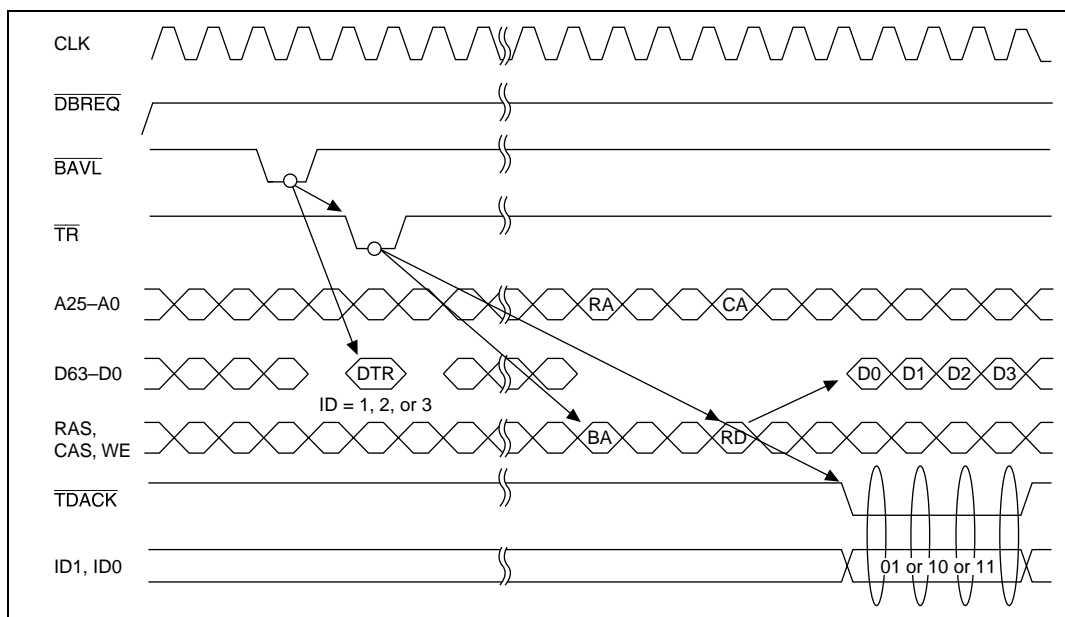 CLK
DBREQ
BAVL
TR
A25–A0
RA
CA
D63–D0
DTR
D0
D1
D2
D3
ID = 1, 2, or 3
RAS,
CAS, WE
BA
RD
TDACK
ID1, ID0
01 or 10 or 11